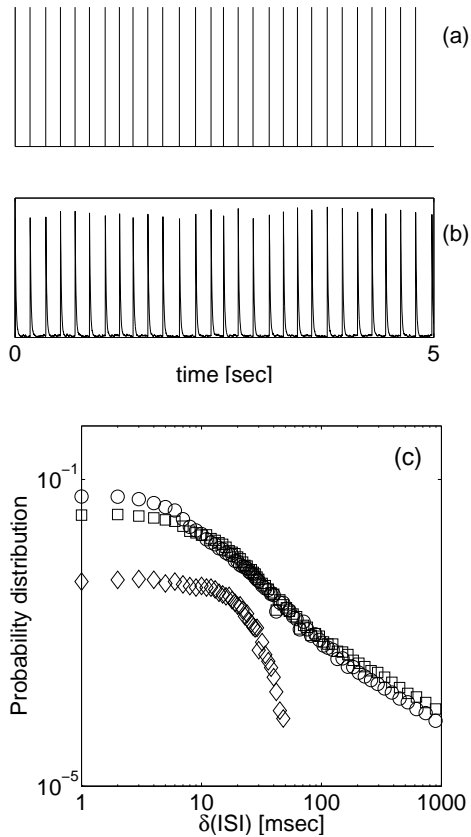 (a)
(b)
0 5
time [sec]
(c)
10⁻¹
Probability distribution
10⁻⁵
1 10 100 1000
δ(ISI) [msec]